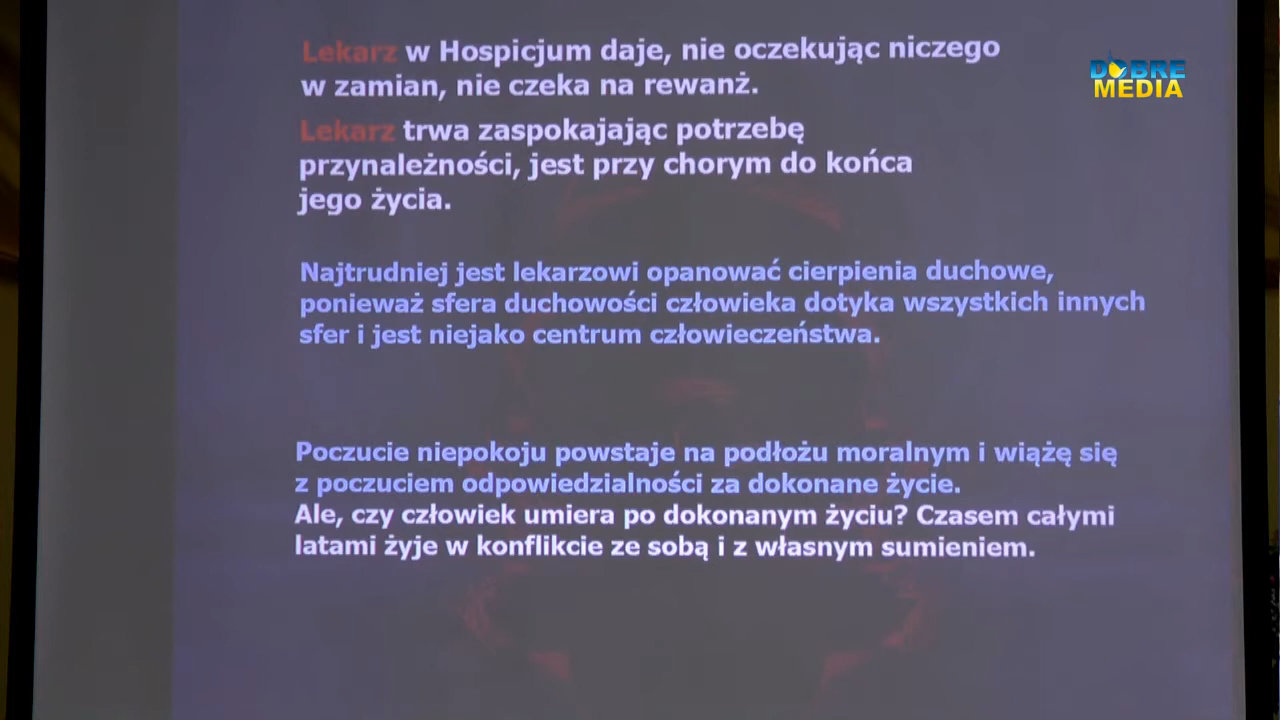 Lekarz w Hospicjum daje, nie oczekując niczego
w zamian, nie czeka na rewanż.
Lekarz trwa zaspokajając potrzebę
przynależności, jest przy chorym do końca
jego życia.
Najtrudniej jest lekarzowi opanować cierpienia duchowe,
ponieważ sfera duchowości człowieka dotyka wszystkich innych
sfer i jest niejako centrum człowieczeństwa.
Poczucie niepokoju powstaje na podłożu moralnym i wiążę się
z poczuciem odpowiedzialności za dokonane życie.
Ale, czy człowiek umiera po dokonanym życiu? Czasem całymi
latami żyje w konflikcie ze sobą i z własnym sumieniem.
DOBRE
MEDIA